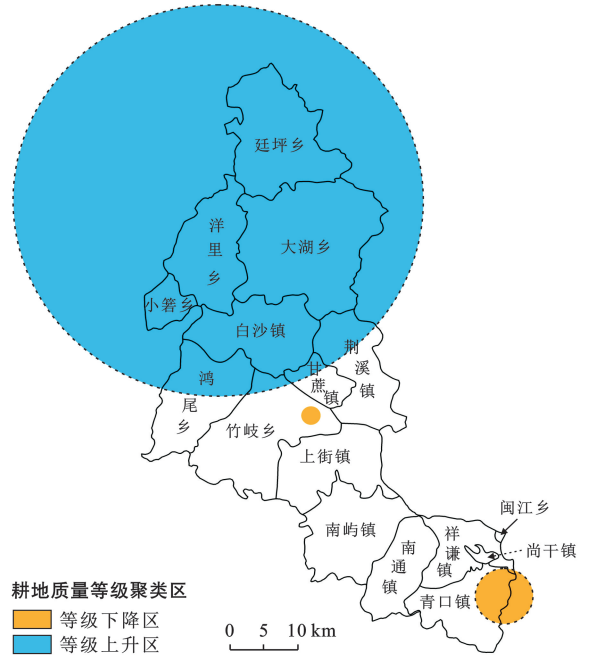 廷坪乡
洋里乡
大湖乡
小箬乡
白沙镇
荆溪镇
甘蔗镇
鸿尾乡
竹岐乡
上街镇
闽江乡
南屿镇
南通镇
祥谦镇
尚干镇
青口镇
耕地质量等级聚类区
等级下降区
等级上升区
0 5 10 km